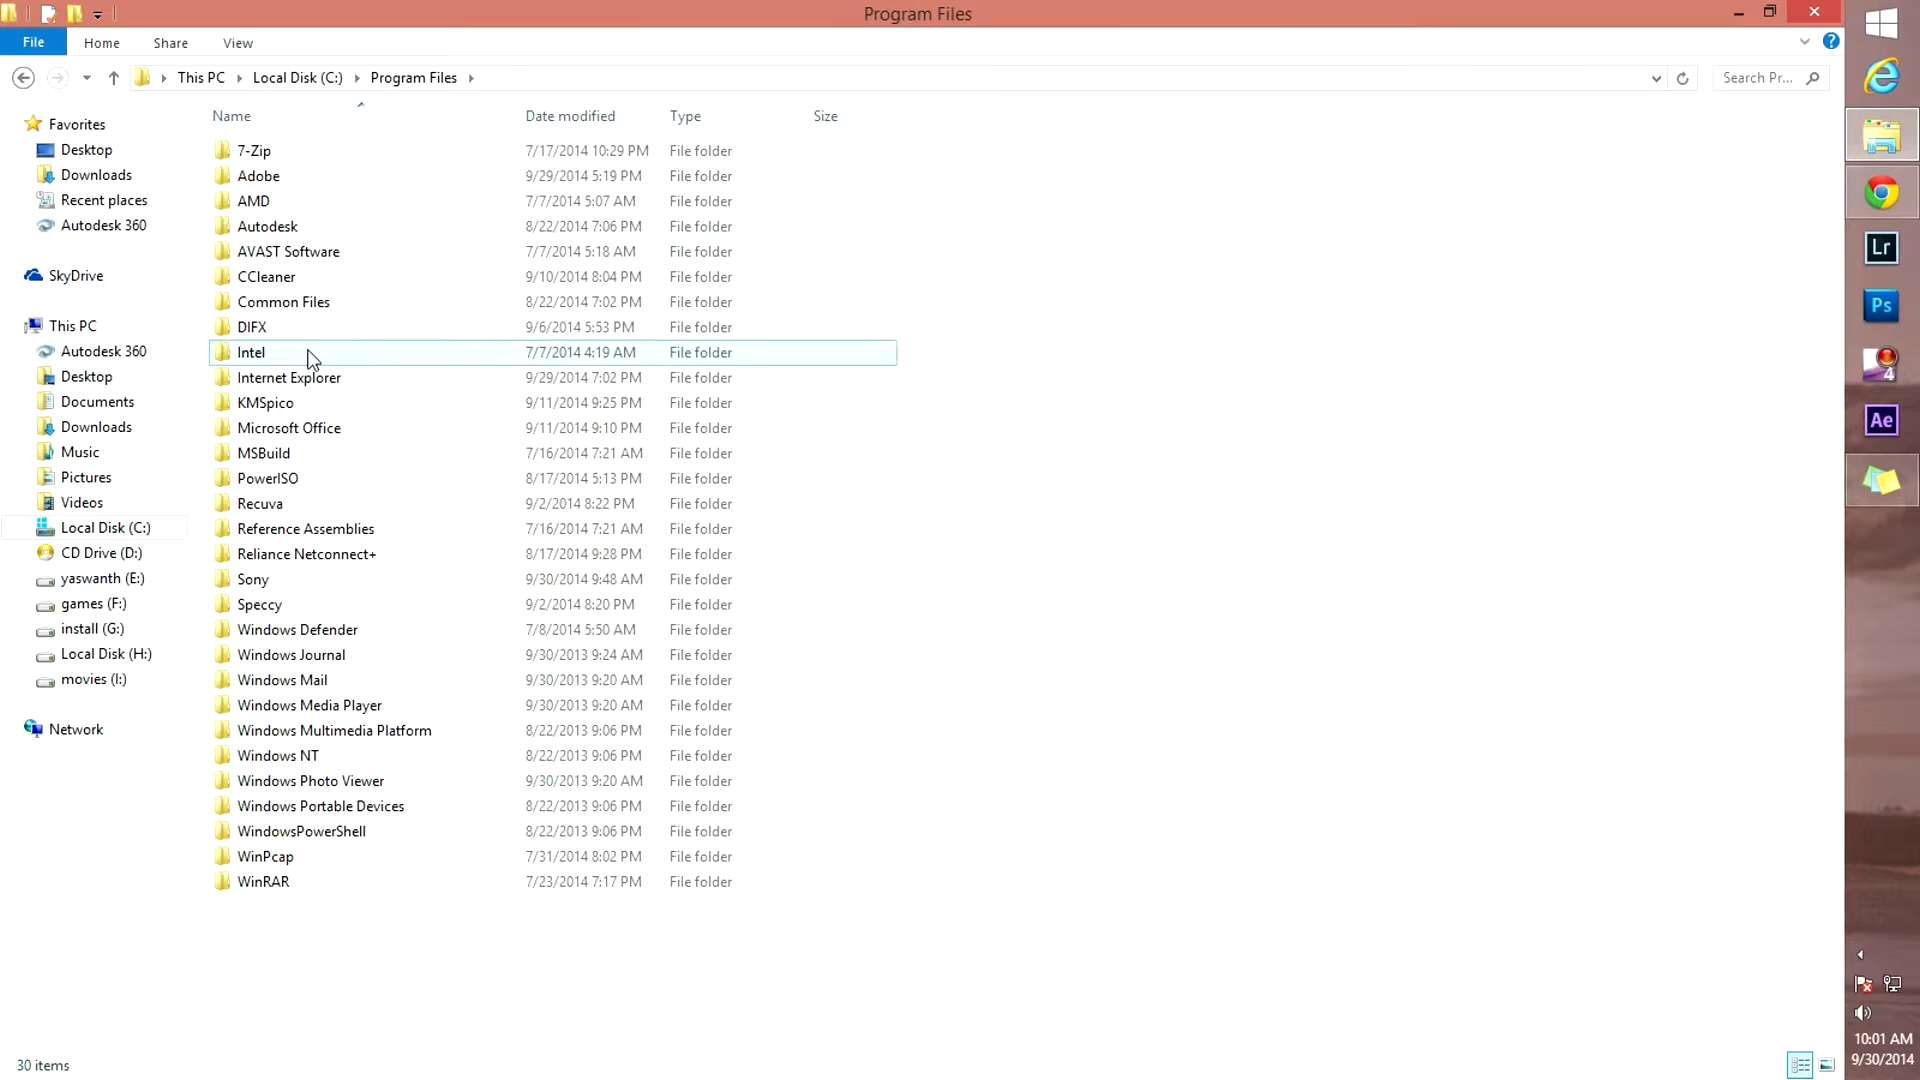 Program Files
File Home Share View
This PC Local Disk (C:) Program Files
Search Pr...
Name Date modified Type Size
Favorites
Desktop
Downloads
Recent places
Autodesk 360
SkyDrive
This PC
Autodesk 360
Desktop
Documents
Downloads
Music
Pictures
Videos
Local Disk (C:)
CD Drive (D:)
yaswanth (E:)
games (F:)
install (G:)
Local Disk (H:)
movies (I:)
Network
7-Zip 7/17/2014 10:29 PM File folder
Adobe 9/29/2014 5:19 PM File folder
AMD 7/7/2014 5:07 AM File folder
Autodesk 8/22/2014 7:06 PM File folder
AVAST Software 7/7/2014 5:18 AM File folder
CCleaner 9/10/2014 8:04 PM File folder
Common Files 8/22/2014 7:02 PM File folder
DIFX 9/6/2014 5:53 PM File folder
Intel 7/7/2014 4:19 AM File folder
Internet Explorer 9/29/2014 7:02 PM File folder
KMSpico 9/11/2014 9:25 PM File folder
Microsoft Office 9/11/2014 9:10 PM File folder
MSBuild 7/16/2014 7:21 AM File folder
PowerISO 8/17/2014 5:13 PM File folder
Recuva 9/2/2014 8:22 PM File folder
Reference Assemblies 7/16/2014 7:21 AM File folder
Reliance Netconnect+ 8/17/2014 9:28 PM File folder
Sony 9/30/2014 9:48 AM File folder
Speccy 9/2/2014 8:20 PM File folder
Windows Defender 7/8/2014 5:50 AM File folder
Windows Journal 9/30/2013 9:24 AM File folder
Windows Mail 9/30/2013 9:20 AM File folder
Windows Media Player 9/30/2013 9:20 AM File folder
Windows Multimedia Platform 8/22/2013 9:06 PM File folder
Windows NT 8/22/2013 9:06 PM File folder
Windows Photo Viewer 9/30/2013 9:20 AM File folder
Windows Portable Devices 8/22/2013 9:06 PM File folder
WindowsPowerShell 8/22/2013 9:06 PM File folder
WinPcap 7/31/2014 8:02 PM File folder
WinRAR 7/23/2014 7:17 PM File folder
30 items
Lr
Ps
4
Ae
10:01 AM
9/30/2014